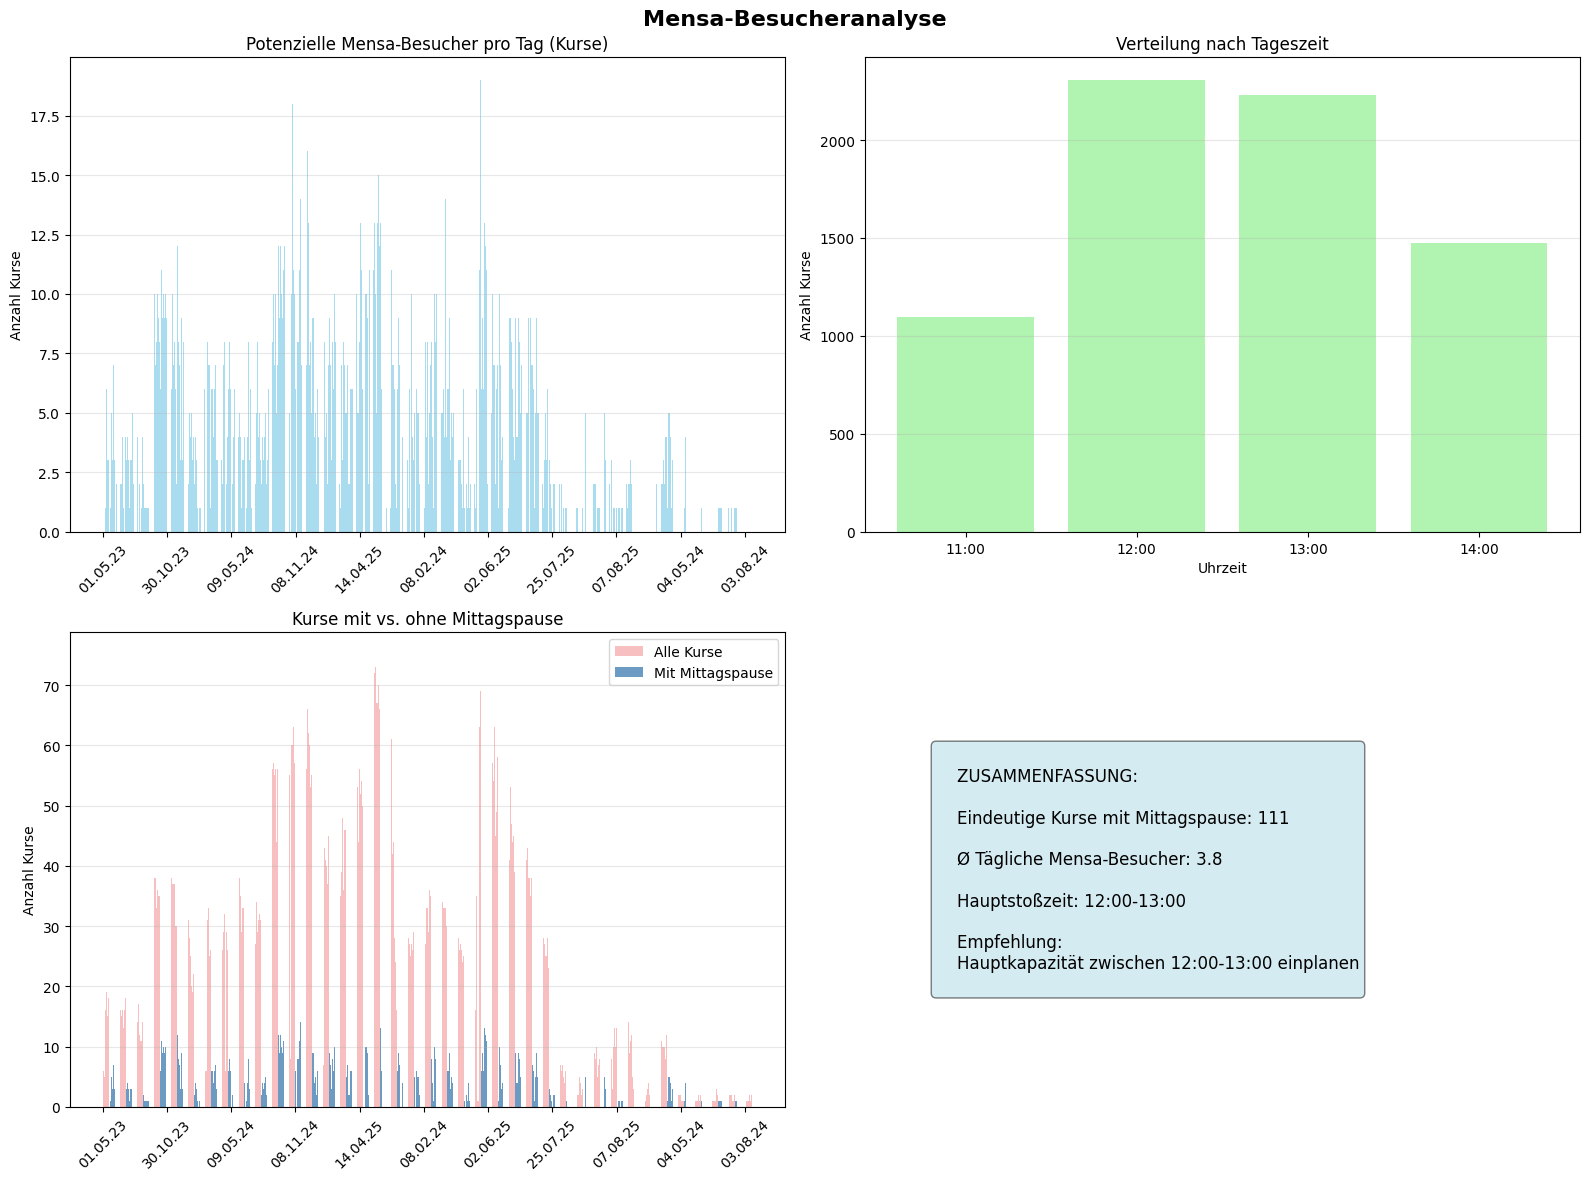 Mensa-Besucheranalyse
Potenzielle Mensa-Besucher pro Tag (Kurse)
Anzahl Kurse
17.5
15.0
12.5
10.0
7.5
5.0
2.5
0.0
01.05.23
30.10.23
09.05.24
08.11.24
14.04.25
08.02.24
02.06.25
25.07.25
07.08.25
04.05.24
03.08.24
Verteilung nach Tageszeit
Anzahl Kurse
2000
1500
1000
500
0
11:00
12:00
13:00
14:00
Uhrzeit
Kurse mit vs. ohne Mittagspause
Alle Kurse
Mit Mittagspause
Anzahl Kurse
70
60
50
40
30
20
10
0
01.05.23
30.10.23
09.05.24
08.11.24
14.04.25
08.02.24
02.06.25
25.07.25
07.08.25
04.05.24
03.08.24
ZUSAMMENFASSUNG:
Eindeutige Kurse mit Mittagspause: 111
Ø Tägliche Mensa-Besucher: 3.8
Hauptstoßzeit: 12:00-13:00
Empfehlung:
Hauptkapazität zwischen 12:00-13:00 einplanen